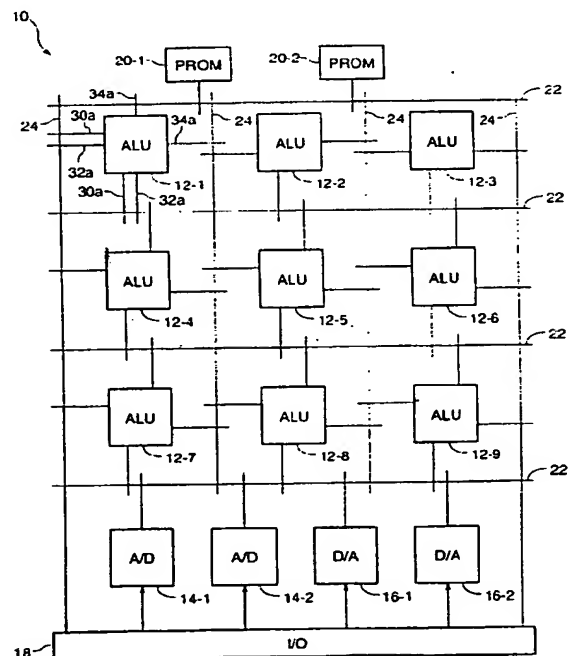 10
20-1
PROM
20-2
PROM
34a
22
24
30a
32a
ALU
34a
24
ALU
24
ALU
24
30a
32a
12-1
12-2
12-3
22
ALU
ALU
ALU
12-4
12-5
12-6
22
ALU
ALU
ALU
12-7
12-8
12-9
22
A/D
A/D
D/A
D/A
14-1
14-2
16-1
16-2
18
I/O